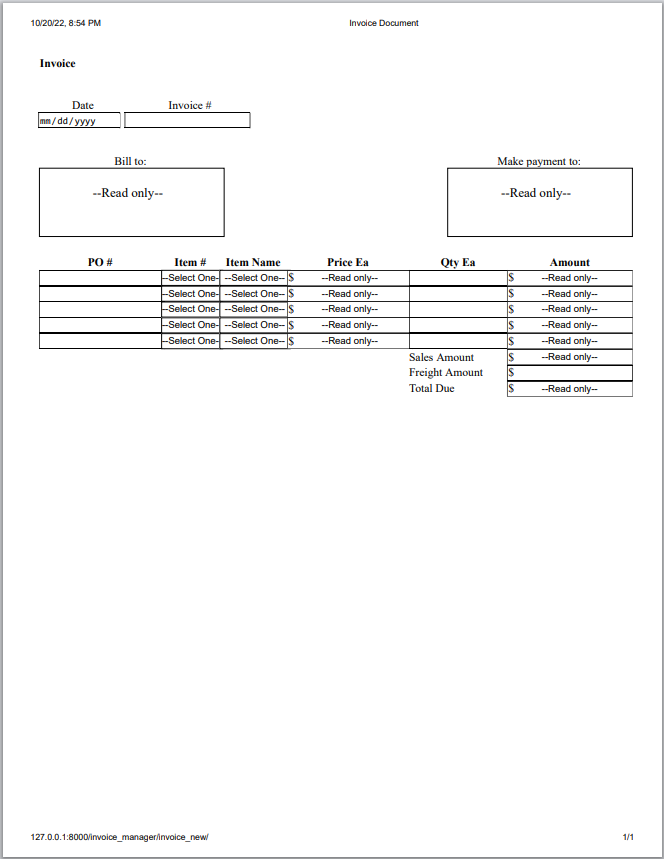 10/20/22, 8:54 PM Invoice Document
Invoice
Date Invoice #
mm/dd/yyyy
Bill to: Make payment to:
--Read only-- --Read only--
PO # Item # Item Name Price Ea Qty Ea Amount
--Select One- --Select One-- $ --Read only-- $ --Read only--
--Select One- --Select One-- $ --Read only-- $ --Read only--
--Select One- --Select One-- $ --Read only-- $ --Read only--
--Select One- --Select One-- $ --Read only-- $ --Read only--
--Select One- --Select One-- $ --Read only-- $ --Read only--
Sales Amount $ --Read only--
Freight Amount $
Total Due $ --Read only--
127.0.0.1:8000/invoice_manager/invoice_new/ 1/1